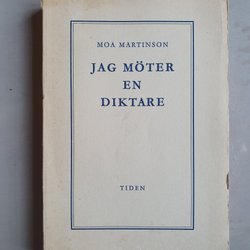 MOA MARTINSON
JAG MÖTER
EN
DIKTARE
TIDEN